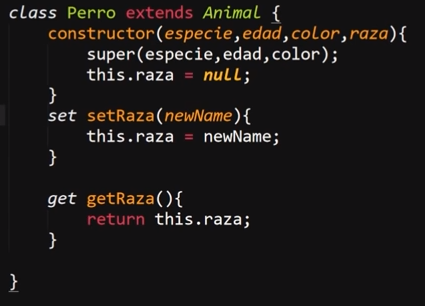 class Perro extends Animal {
    constructor(especie,edad,color,raza){
        super(especie,edad,color);
        this.raza = null;
    }
    set setRaza(newName){
        this.raza = newName;
    }

    get getRaza(){
        return this.raza;
    }

}